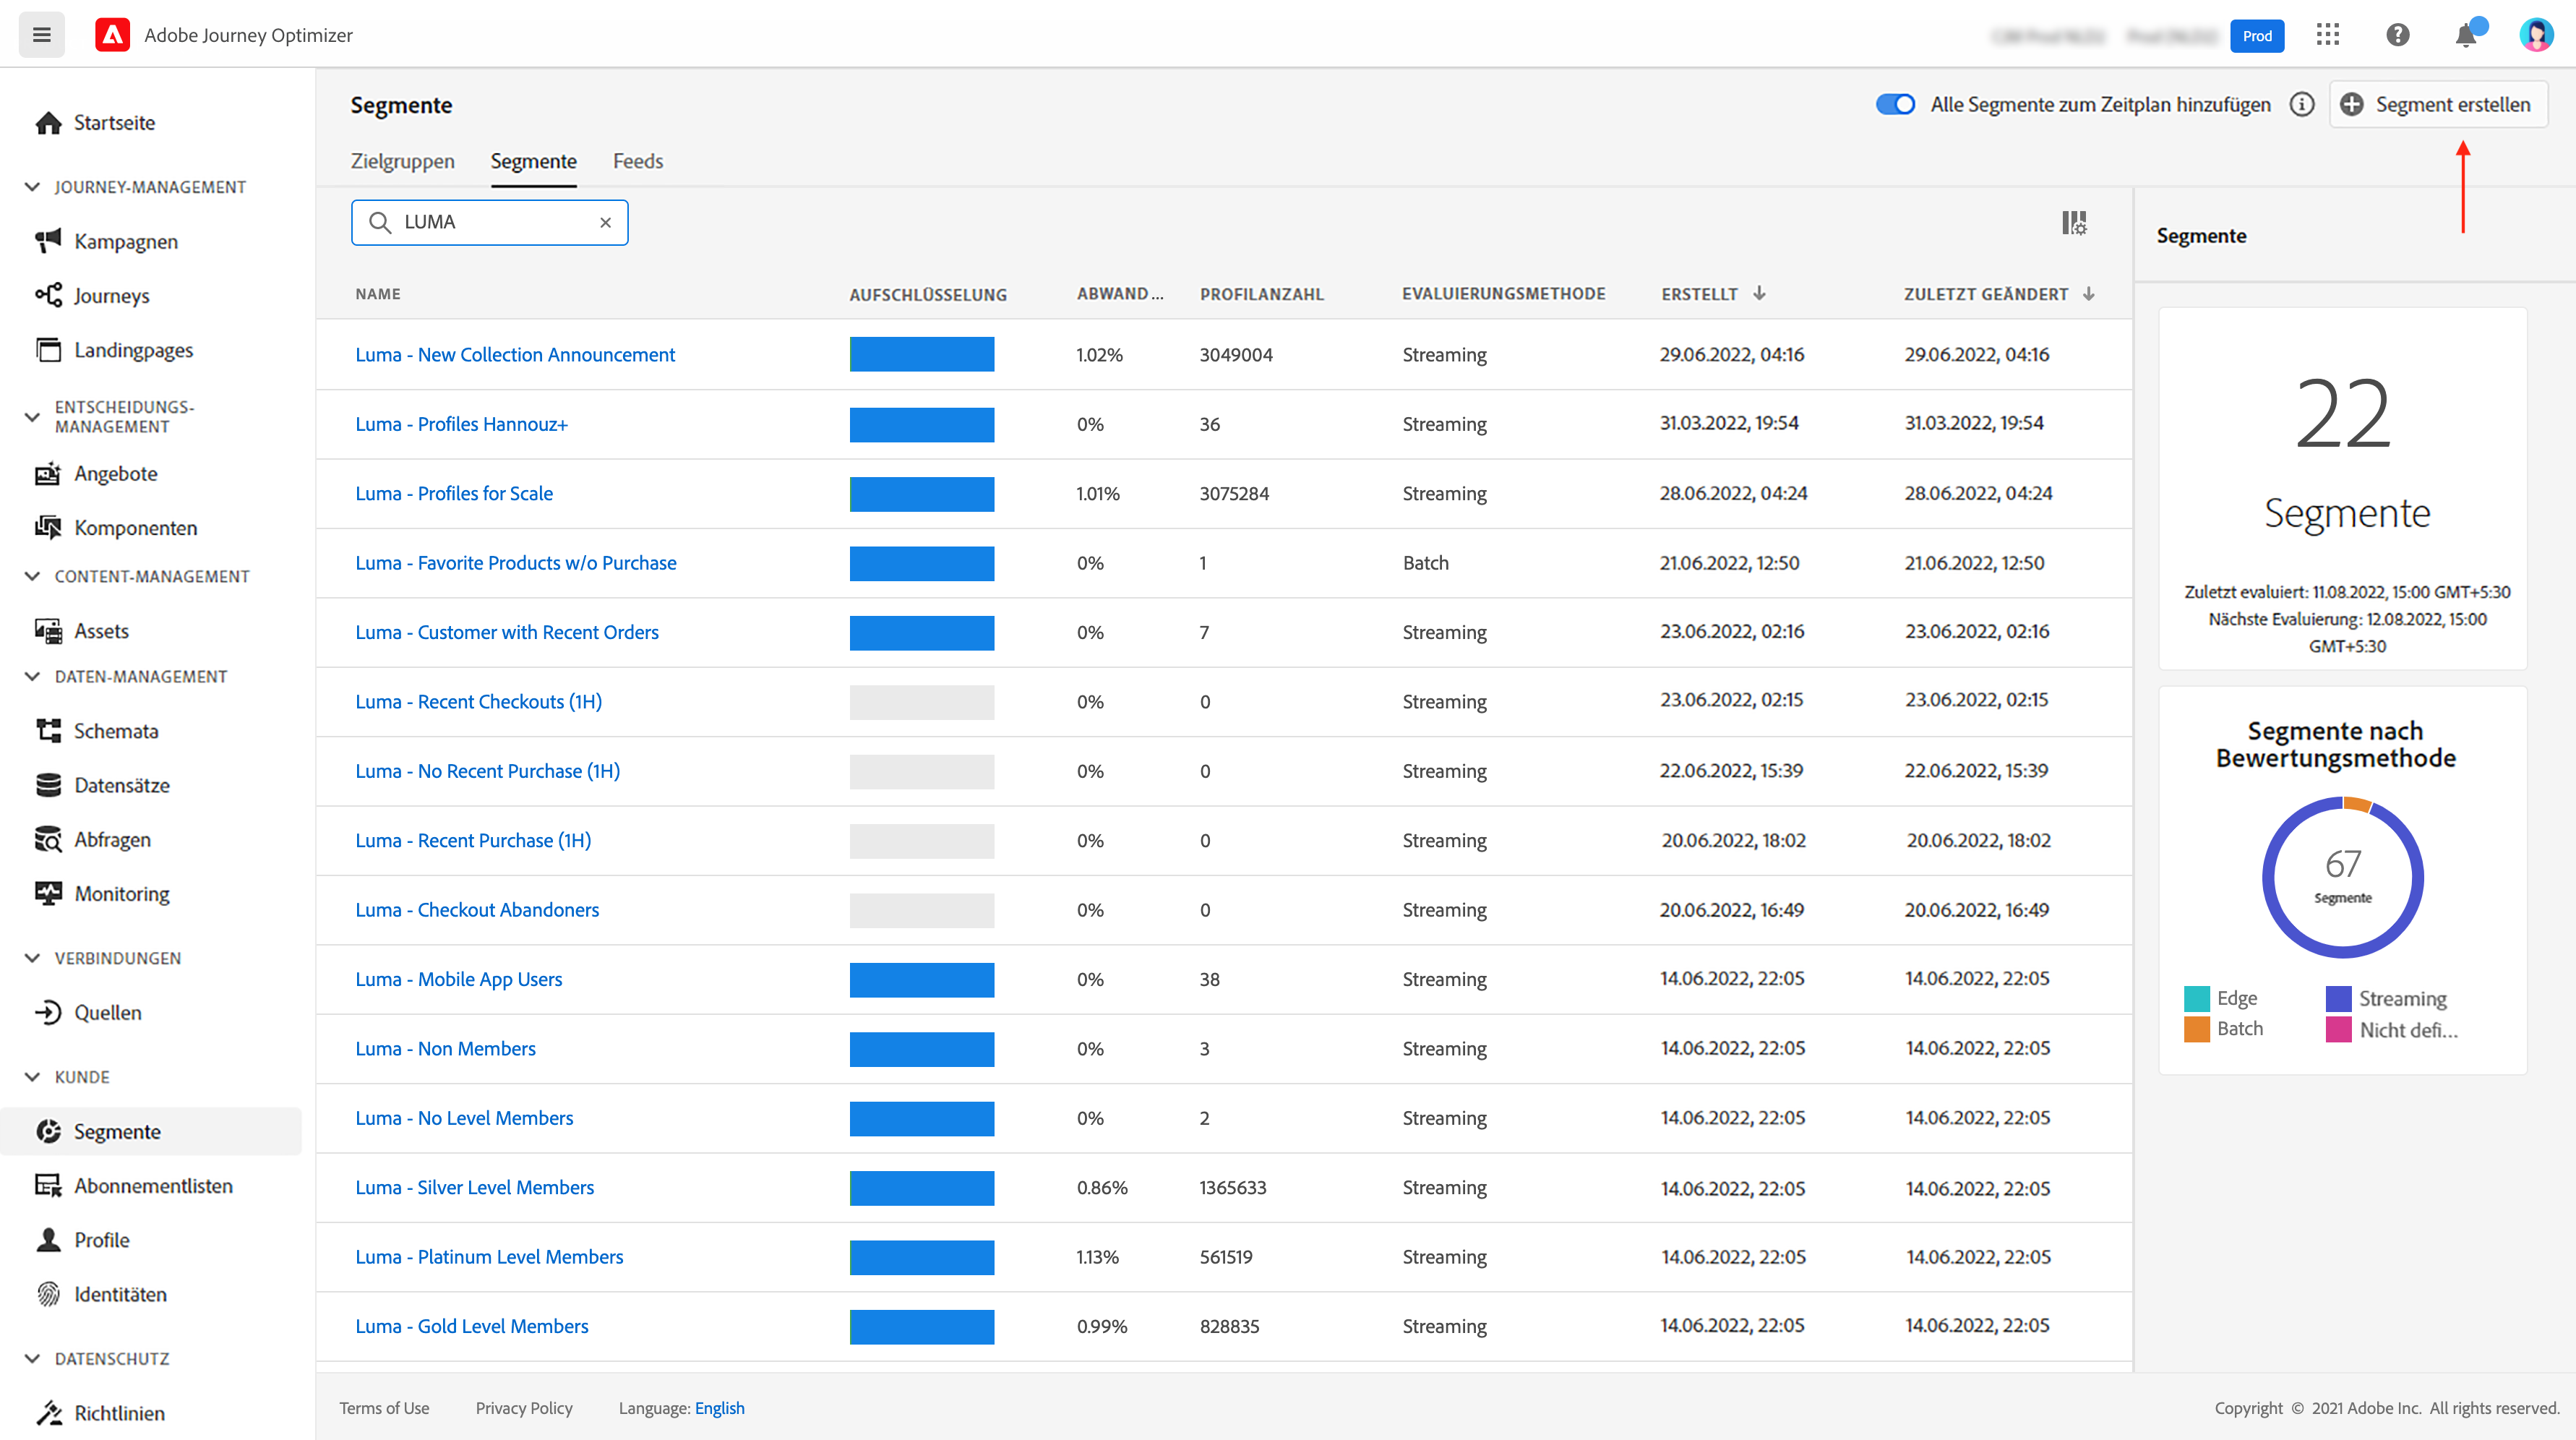 Adobe Journey Optimizer
Prod
Startseite
JOURNEY-MANAGEMENT
Kampagnen
Journeys
Landingpages
ENTSCHEIDUNGS-
MANAGEMENT
Angebote
Komponenten
CONTENT-MANAGEMENT
Assets
DATEN-MANAGEMENT
Schemata
Datensätze
Abfragen
Monitoring
VERBINDUNGEN
Quellen
KUNDE
Segmente
Abonnementlisten
Profile
Identitäten
DATENSCHUTZ
Richtlinien
Segmente
Alle Segmente zum Zeitplan hinzufügen
Segment erstellen
Zielgruppen Segmente Feeds
LUMA
NAME AUFSCHLÜSSELUNG ABWAND... PROFILANZAHL EVALUIERUNGSMETHODE ERSTELLT ZULETZT GEÄNDERT
Luma - New Collection Announcement 1.02% 3049004 Streaming 29.06.2022, 04:16 29.06.2022, 04:16
Luma - Profiles Hannouz+ 0% 36 Streaming 31.03.2022, 19:54 31.03.2022, 19:54
Luma - Profiles for Scale 1.01% 3075284 Streaming 28.06.2022, 04:24 28.06.2022, 04:24
Luma - Favorite Products w/o Purchase 0% 1 Batch 21.06.2022, 12:50 21.06.2022, 12:50
Luma - Customer with Recent Orders 0% 7 Streaming 23.06.2022, 02:16 23.06.2022, 02:16
Luma - Recent Checkouts (1H) 0% 0 Streaming 23.06.2022, 02:15 23.06.2022, 02:15
Luma - No Recent Purchase (1H) 0% 0 Streaming 22.06.2022, 15:39 22.06.2022, 15:39
Luma - Recent Purchase (1H) 0% 0 Streaming 20.06.2022, 18:02 20.06.2022, 18:02
Luma - Checkout Abandoners 0% 0 Streaming 20.06.2022, 16:49 20.06.2022, 16:49
Luma - Mobile App Users 0% 38 Streaming 14.06.2022, 22:05 14.06.2022, 22:05
Luma - Non Members 0% 3 Streaming 14.06.2022, 22:05 14.06.2022, 22:05
Luma - No Level Members 0% 2 Streaming 14.06.2022, 22:05 14.06.2022, 22:05
Luma - Silver Level Members 0.86% 1365633 Streaming 14.06.2022, 22:05 14.06.2022, 22:05
Luma - Platinum Level Members 1.13% 561519 Streaming 14.06.2022, 22:05 14.06.2022, 22:05
Luma - Gold Level Members 0.99% 828835 Streaming 14.06.2022, 22:05 14.06.2022, 22:05
Segmente
22
Segmente
Zuletzt evaluiert: 11.08.2022, 15:00 GMT+5:30
Nächste Evaluierung: 12.08.2022, 15:00
GMT+5:30
Segmente nach
Bewertungsmethode
67
Segmente
Edge Streaming
Batch Nicht defi...
Terms of Use Privacy Policy Language: English
Copyright © 2021 Adobe Inc. All rights reserved.